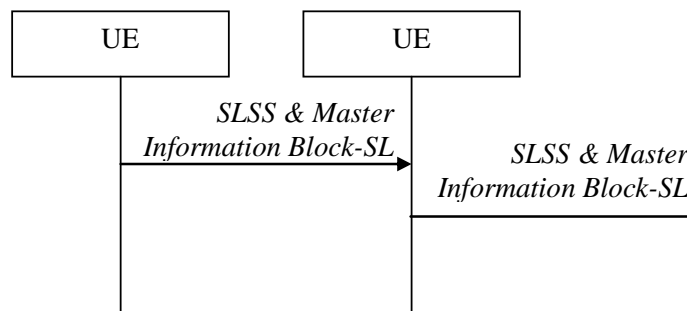 UE
UE
SLSS & Master
Information Block-SL
SLSS & Master
Information Block-SL